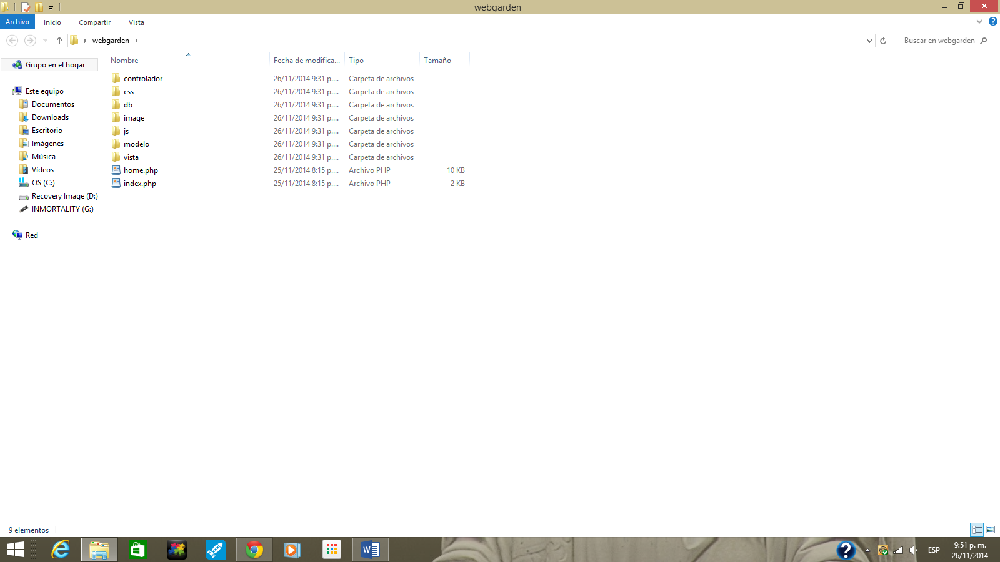 webgarden
Archivo Inicio Compartir Vista
webgarden Buscar en webgarden
Nombre Fecha de modifica... Tipo Tamaño
Grupo en el hogar
Este equipo
Documentos
Downloads
Escritorio
Imágenes
Música
Vídeos
OS (C:)
Recovery Image (D:)
INMORTALITY (G:)
Red
controlador 26/11/2014 9:31 p.... Carpeta de archivos
css 26/11/2014 9:31 p.... Carpeta de archivos
db 26/11/2014 9:31 p.... Carpeta de archivos
image 26/11/2014 9:31 p.... Carpeta de archivos
js 26/11/2014 9:31 p.... Carpeta de archivos
modelo 26/11/2014 9:31 p.... Carpeta de archivos
vista 26/11/2014 9:31 p.... Carpeta de archivos
home.php 25/11/2014 8:15 p.... Archivo PHP 10 KB
index.php 25/11/2014 8:15 p.... Archivo PHP 2 KB
9 elementos
ESP 9:51 p. m.
26/11/2014